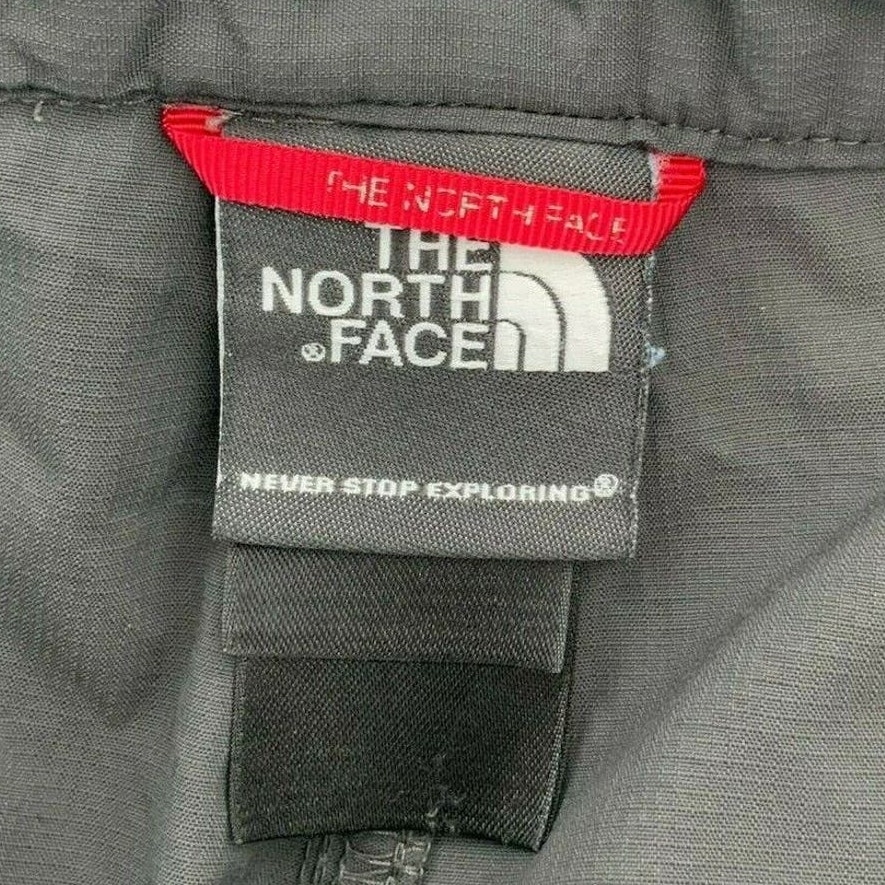 THE NORTH FACE
THE
NORTH
®FACE
NEVER STOP EXPLORING®